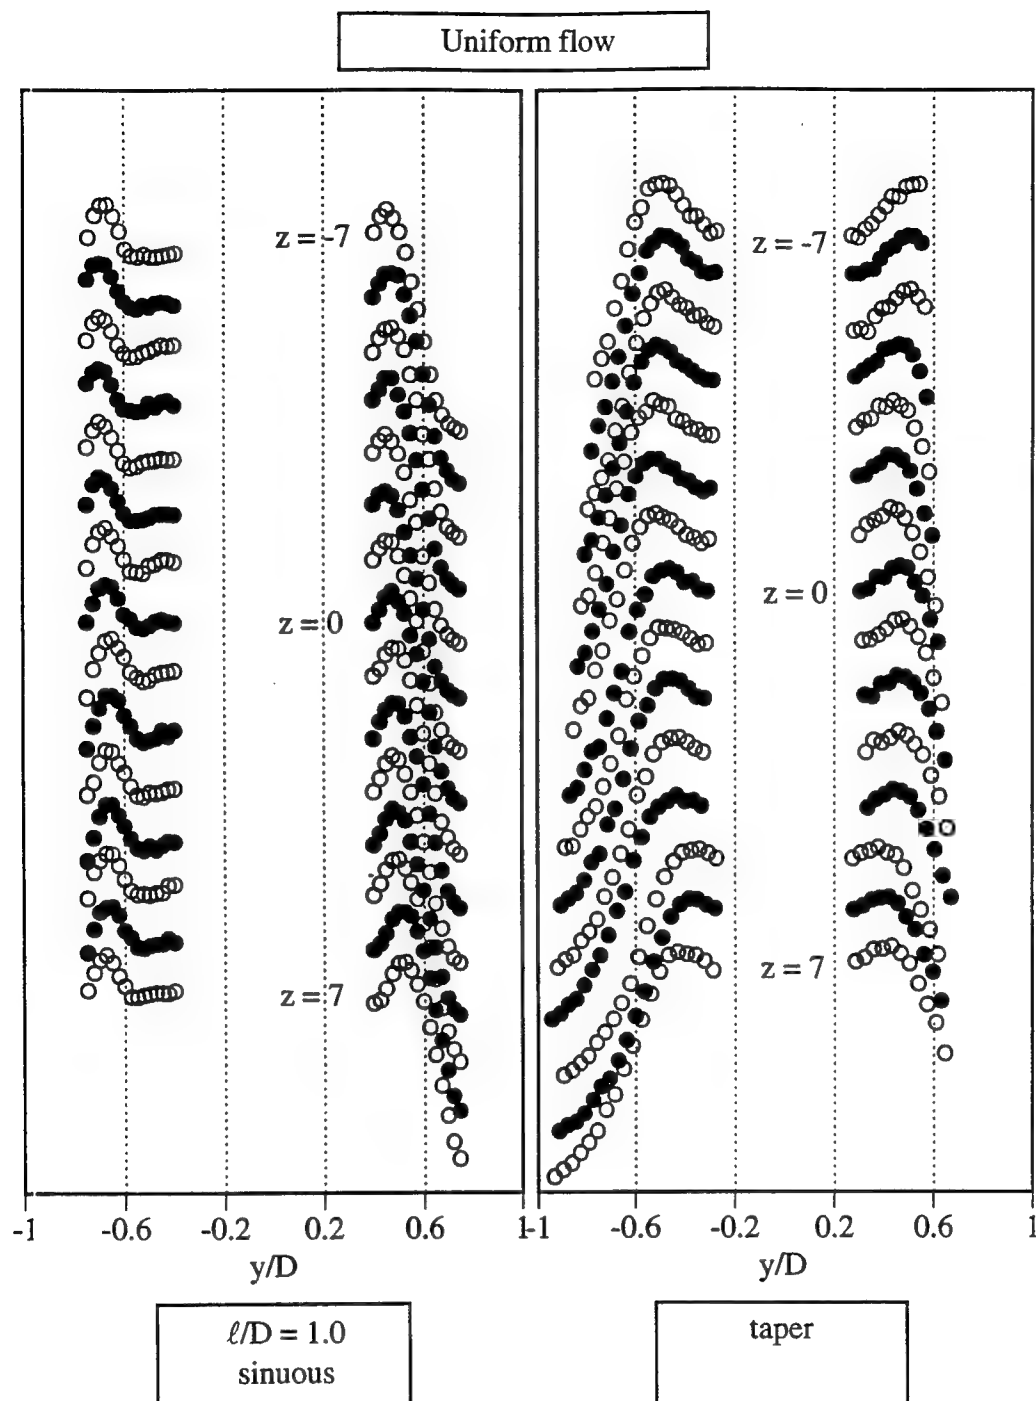 Uniform flow
z = -7
z = -7
z = 0
z = 0
z = 7
z = 7
-1 -0.6 -0.2 0.2 0.6 1
-1 -0.6 -0.2 0.2 0.6 1
y/D
y/D
ℓ/D = 1.0
sinuous
taper